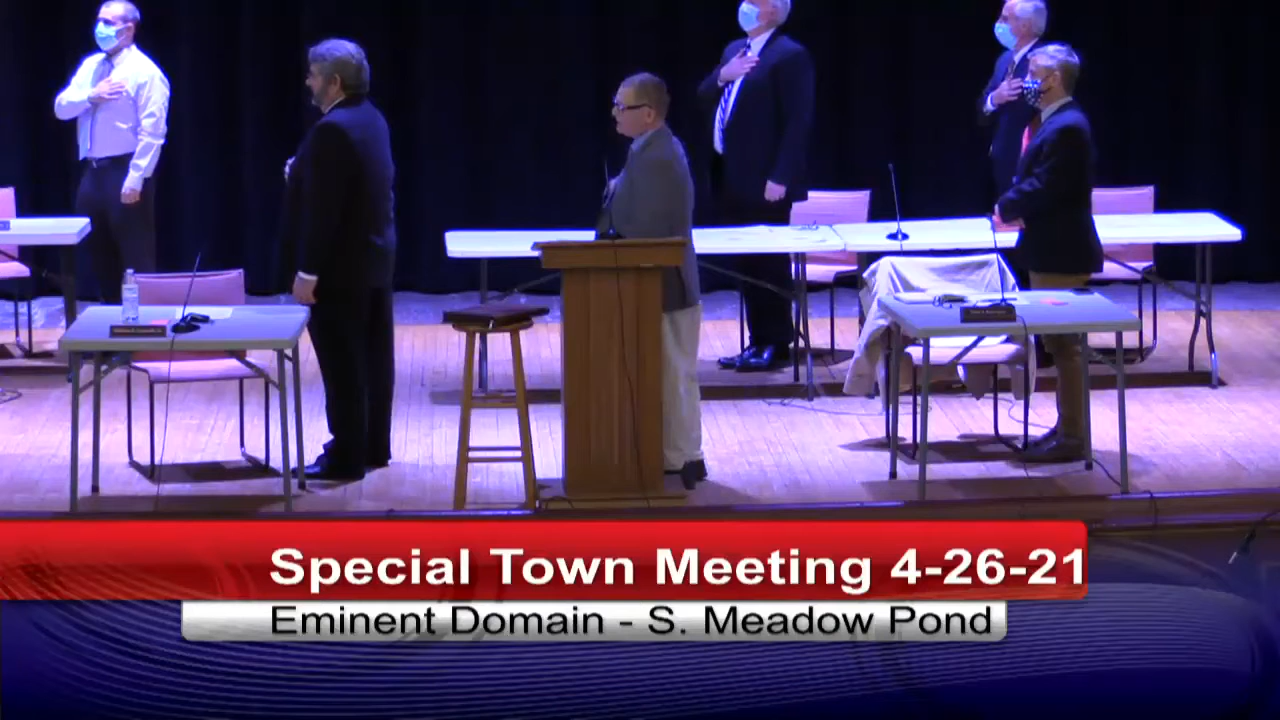 Special Town Meeting 4-26-21
Eminent Domain - S. Meadow Pond